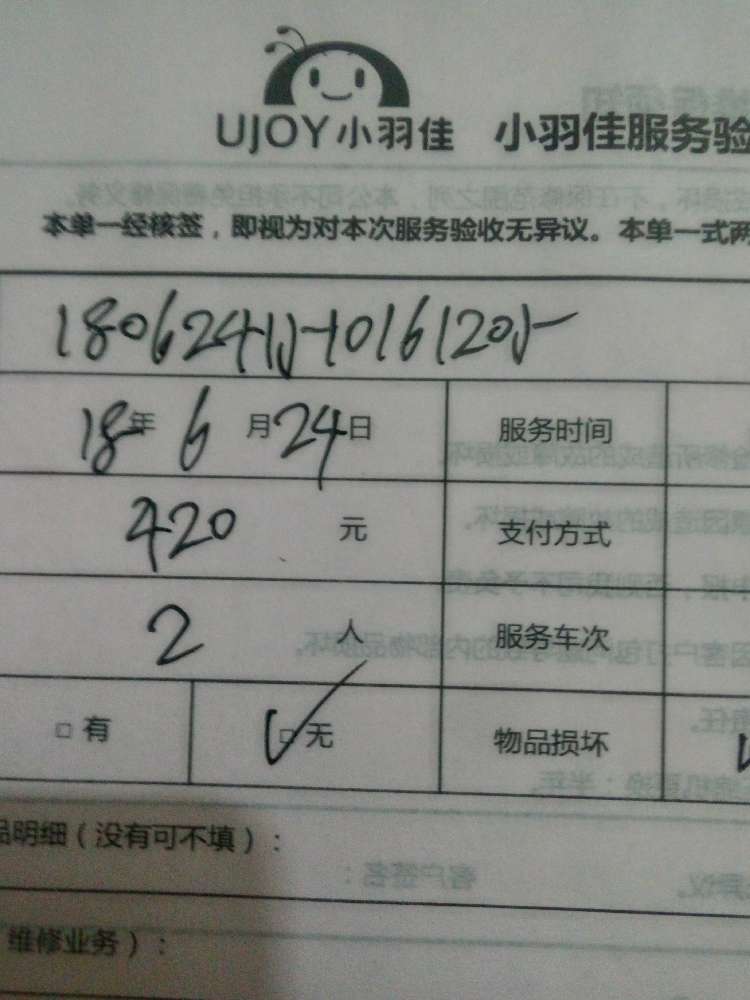 UJOY小羽佳 小羽佳服务验
本单一经核签，即视为对本次服务验收无异议。本单一式两
18年6月24日 服务时间
420元 支付方式
2人 服务车次
□有 □无 物品损坏
品明细（没有可不填）：
维修业务）：